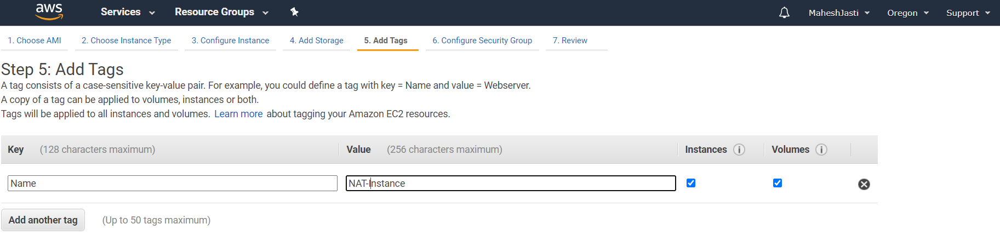 aws Services Resource Groups MaheshJasti Oregon Support
1. Choose AMI 2. Choose Instance Type 3. Configure Instance 4. Add Storage 5. Add Tags 6. Configure Security Group 7. Review
Step 5: Add Tags
A tag consists of a case-sensitive key-value pair. For example, you could define a tag with key = Name and value = Webserver.
A copy of a tag can be applied to volumes, instances or both.
Tags will be applied to all instances and volumes. Learn more about tagging your Amazon EC2 resources.
Key (128 characters maximum) Value (256 characters maximum) Instances Volumes
Name NAT-Instance
Add another tag (Up to 50 tags maximum)